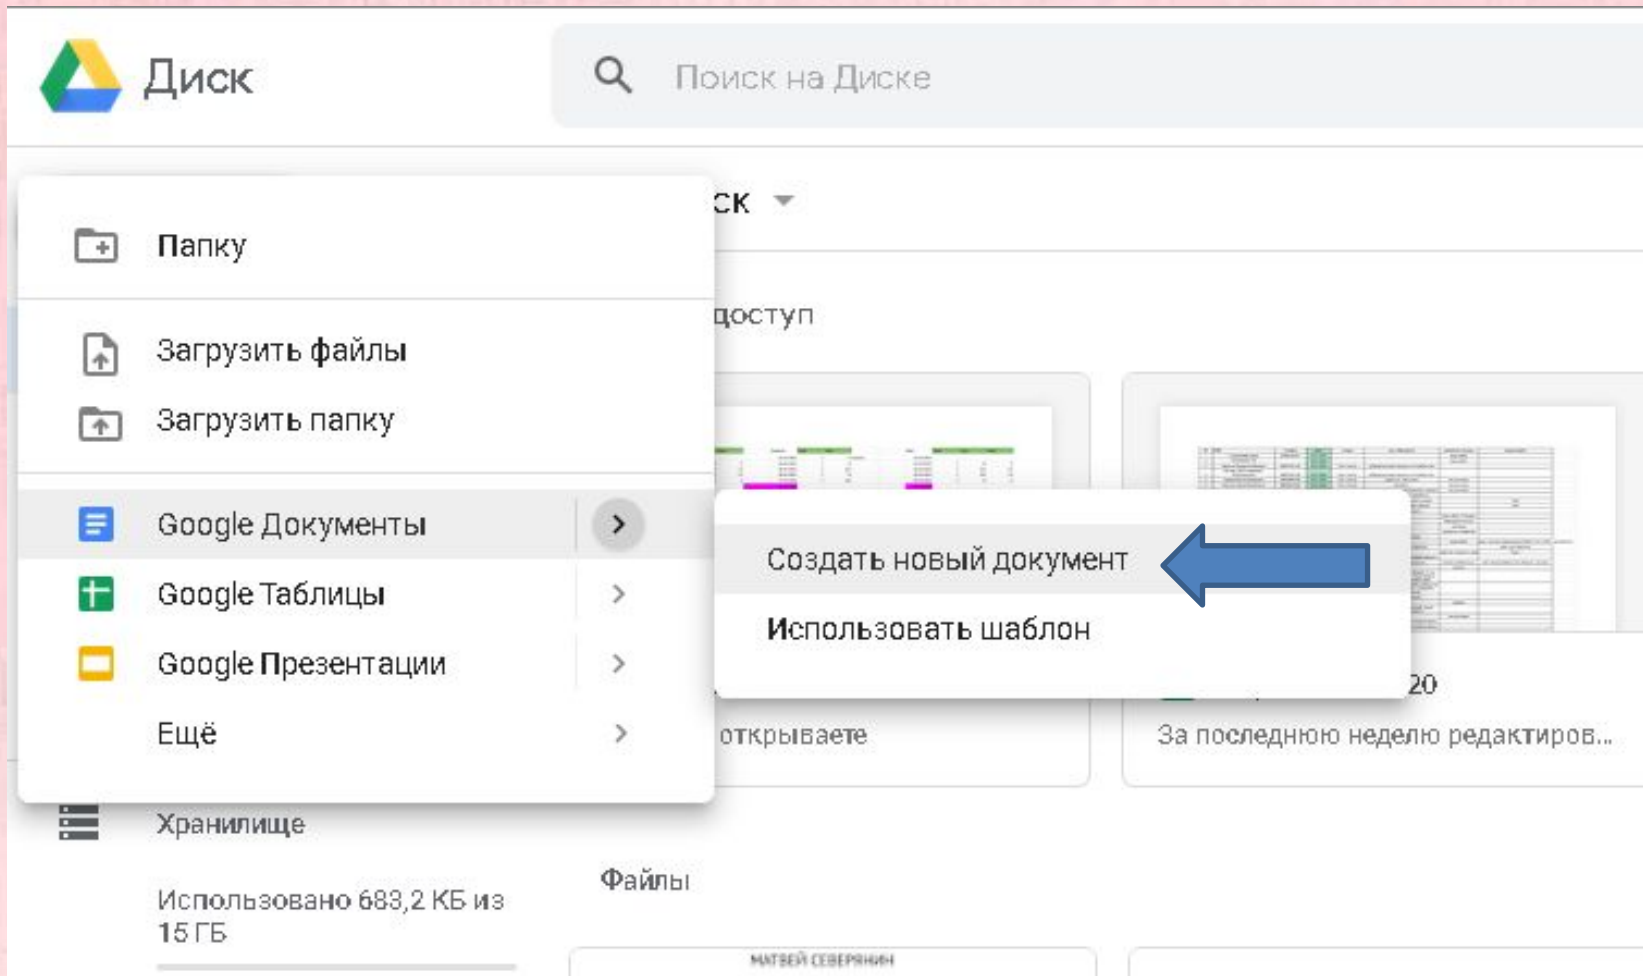 Диск
Поиск на Диске
ск
Папку
доступ
Загрузить файлы
Загрузить папку
Google Документы
Создать новый документ
Google Таблицы
Использовать шаблон
Google Презентации
20
Ещё
открываете
За последнюю неделю редактиров...
Хранилище
Файлы
Использовано 683,2 КБ из
15 ГБ
МАТВЕЙ СЕВЕРЯНИН